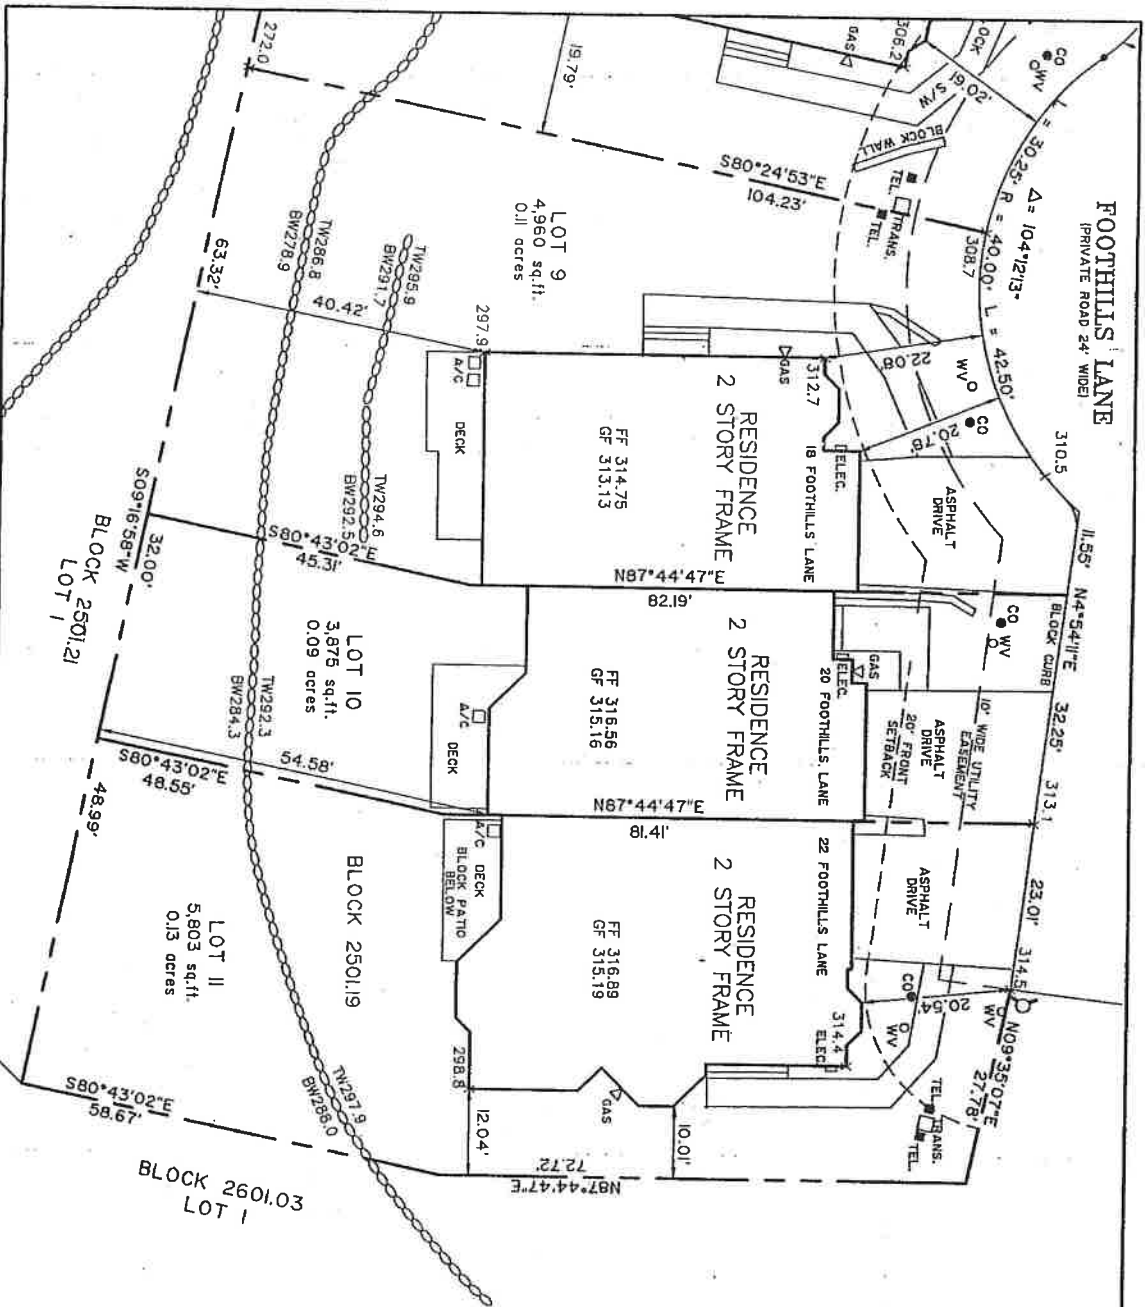 FOOTHILLS LANE
(PRIVATE ROAD 24' WIDE)
Δ= 104°12'13"
L = 30.25' R = 40.00' L = 42.50'
310.5
11.55'
N4°54'11"E
BLOCK CURB
32.25'
313.1
23.01'
314.5
N09°35'07"E
27.78'
CO
WV
19.02'
306.2
S/W
BLOCK WALL
GAS
TEL.
TRANS.
TEL.
308.7
19.79'
272.0
S80°24'53"E
104.23'
LOT 9
4,960 sq.ft.
0.11 acres
TW286.8
BW278.9
TW295.9
BW291.7
63.32'
40.42'
297.9
A/C
DECK
GAS
312.7
22.08'
20.78'
WV
CO
ELEC.
ASPHALT
DRIVE
RESIDENCE
2 STORY FRAME
18 FOOTHILLS LANE
FF 314.75
GF 313.13
TW294.6
BW292.5
S80°43'02"E
45.31'
N87°44'47"E
82.19'
S09°16'58"W
32.00'
BLOCK 2501.21
LOT 1
LOT 10
3,875 sq.ft.
0.09 acres
TW292.3
BW284.3
CO
WV
GAS
ELEC.
RESIDENCE
2 STORY FRAME
20 FOOTHILLS LANE
FF 316.56
GF 315.16
A/C
DECK
20' FRONT
SETBACK
ASPHALT
DRIVE
10' WIDE UTILITY
EASEMENT
S80°43'02"E
48.55'
54.58'
N87°44'47"E
81.41'
48.99'
A/C
DECK
BLOCK PATIO
BELOW
BLOCK 2501.19
LOT 11
5,803 sq.ft.
0.13 acres
RESIDENCE
2 STORY FRAME
22 FOOTHILLS LANE
FF 316.89
GF 315.19
ASPHALT
DRIVE
CO
20.54'
WV
WV
314.4
ELEC.
TEL.
TRANS.
TEL.
298.8
12.04'
GAS
10.01'
72.72'
N87°44'47"E
TW297.9
BW288.0
S80°43'02"E
58.67'
BLOCK 2601.03
LOT 1